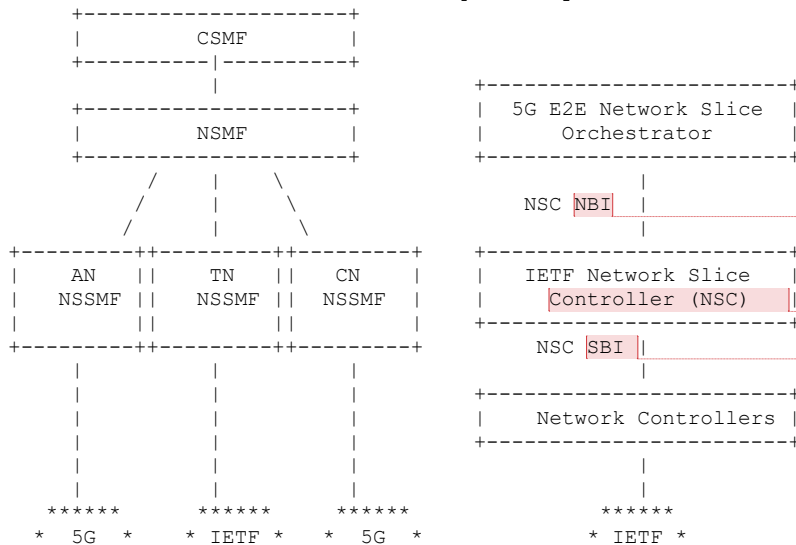 CSMF
5G E2E Network Slice
NSMF Orchestrator
NSC NBI
AN TN CN IETF Network Slice
NSSMF NSSMF NSSMF Controller (NSC)
NSC SBI
Network Controllers
****** ****** ****** ******
* 5G * * IETF * * 5G * * IETF *